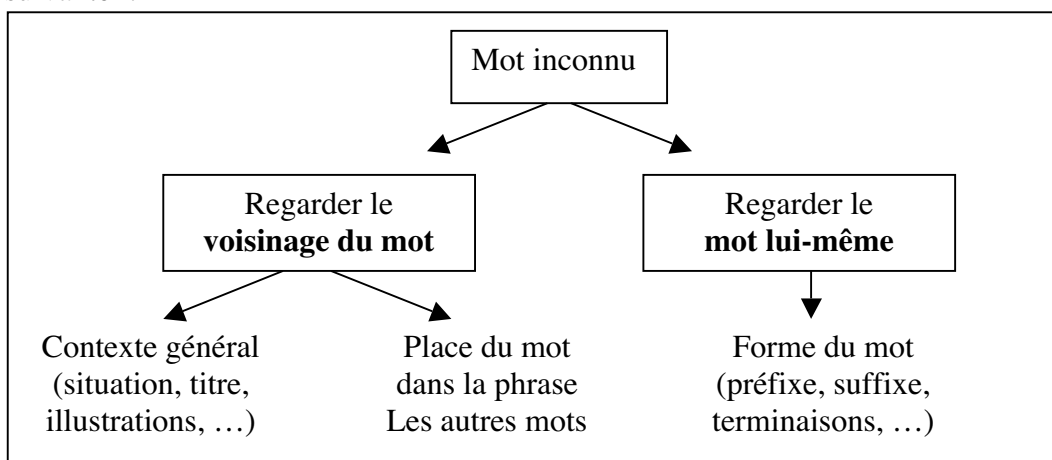 Mot inconnu
Regarder le
voisinage du mot
Regarder le
mot lui-même
Contexte général
(situation, titre,
illustrations, …)
Place du mot
dans la phrase
Les autres mots
Forme du mot
(préfixe, suffixe,
terminaisons, …)